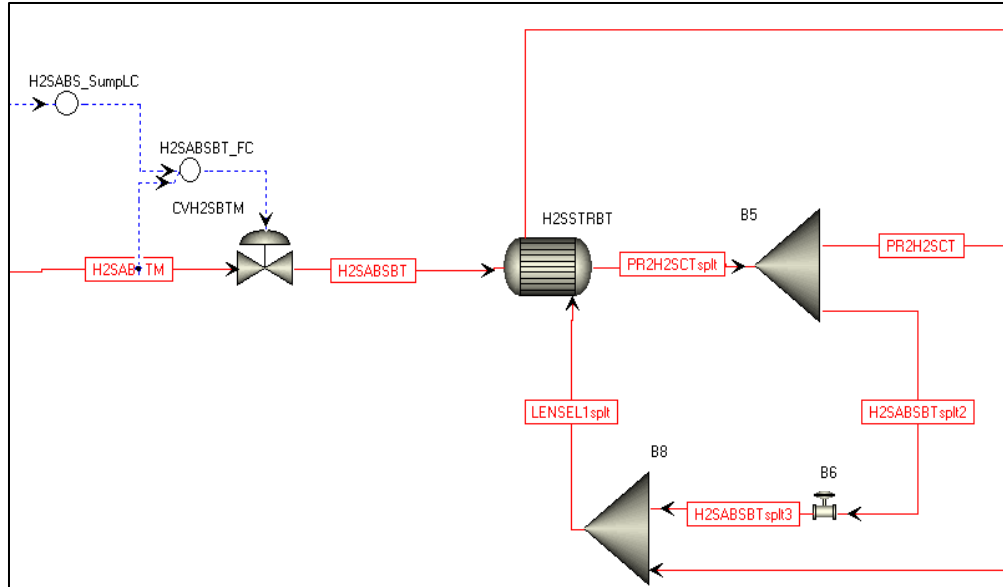 H2SABS_SumpLC
H2SABSBT_FC
CVH2SBTM
H2SSTRBT
B5
PR2H2SCT
H2SABSBT
PR2H2SCTsplt
LENSEL1splt
H2SABSBTsplt2
B8
B6
H2SABSBTsplt3